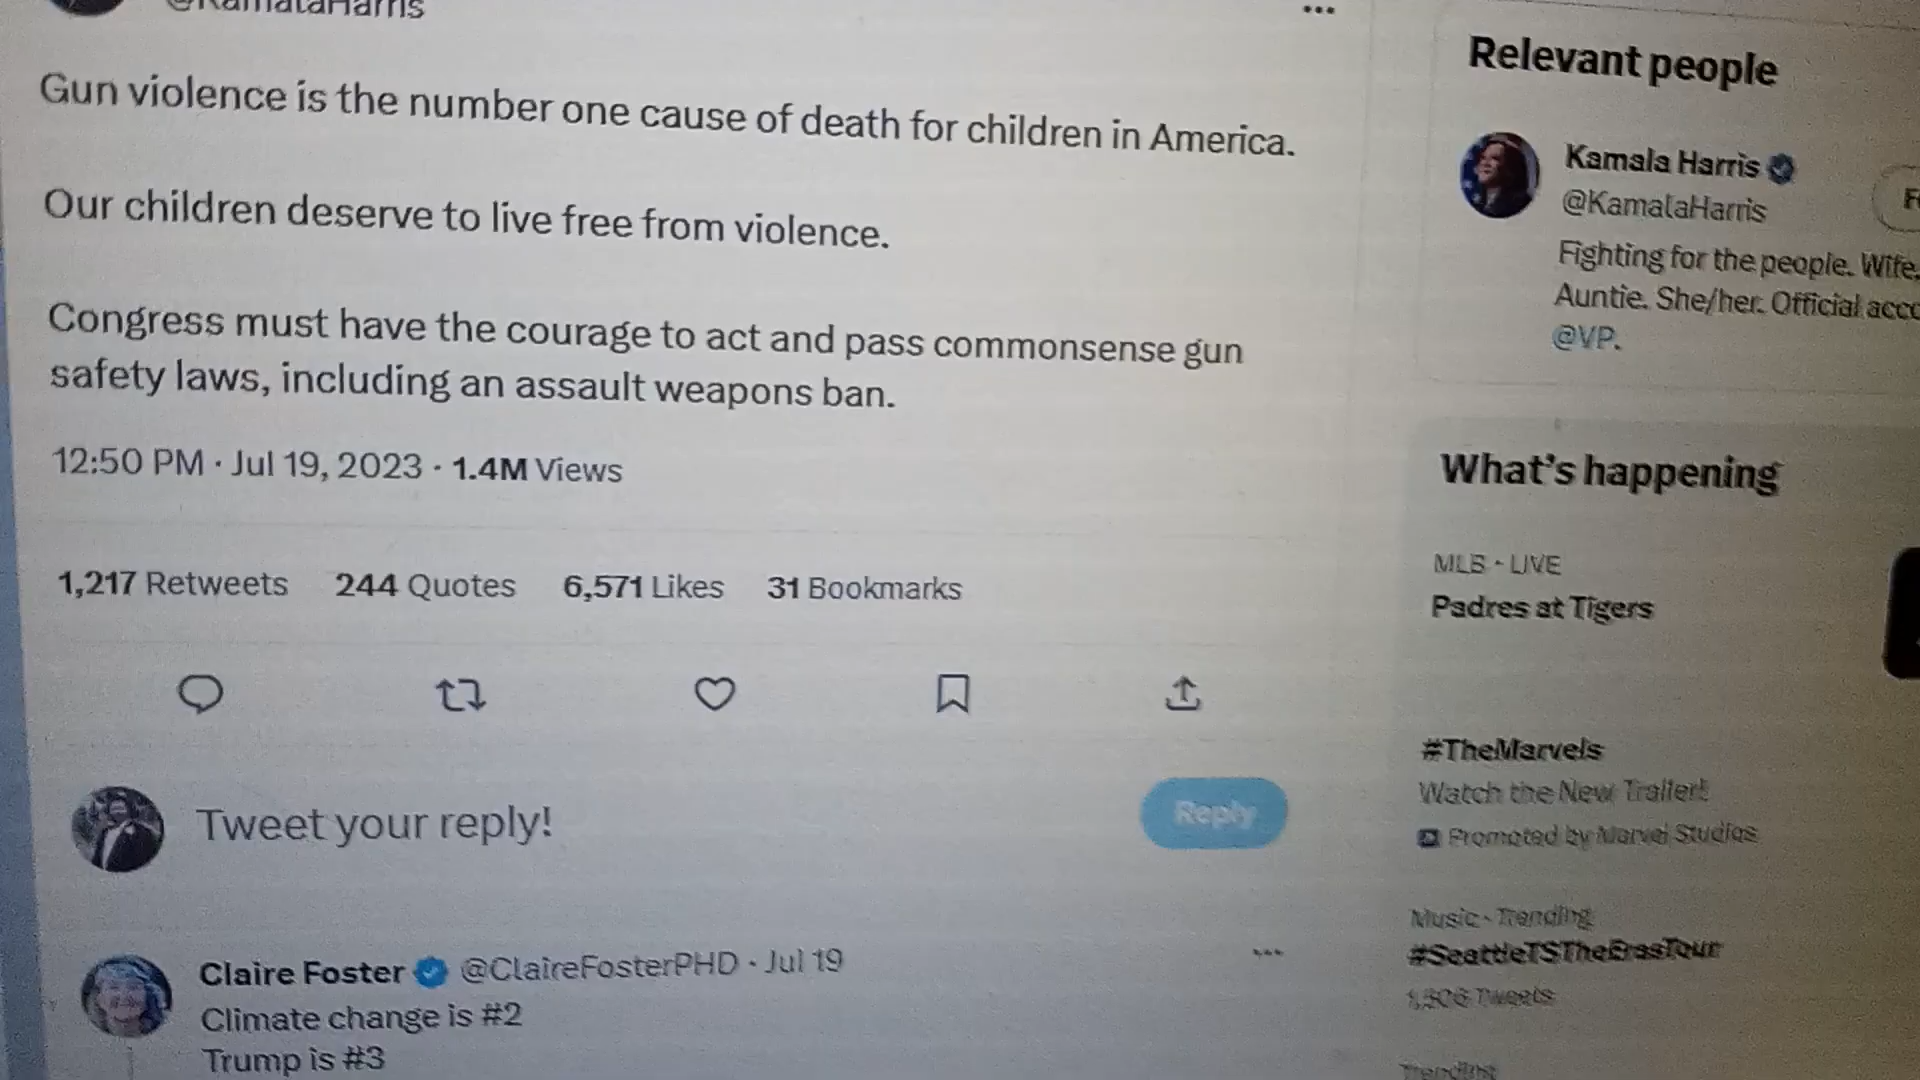 @KamalaHarris
Gun violence is the number one cause of death for children in America.
Our children deserve to live free from violence.
Congress must have the courage to act and pass commonsense gun
safety laws, including an assault weapons ban.
12:50 PM · Jul 19, 2023 · 1.4M Views
1,217 Retweets 244 Quotes 6,571 Likes 31 Bookmarks
Tweet your reply!
Reply
Claire Foster @ClaireFosterPHD · Jul 19
Climate change is #2
Trump is #3
Relevant people
Kamala Harris
@KamalaHarris
Fighting for the people. Wife,
Auntie. She/her. Official acco
@VP.
What's happening
MLB · LIVE
Padres at Tigers
#TheMarvels
Watch the New Trailer!
Promoted by Marvel Studios
Music · Trending
#SeattleTSTheErasTour
Tweets
Trending